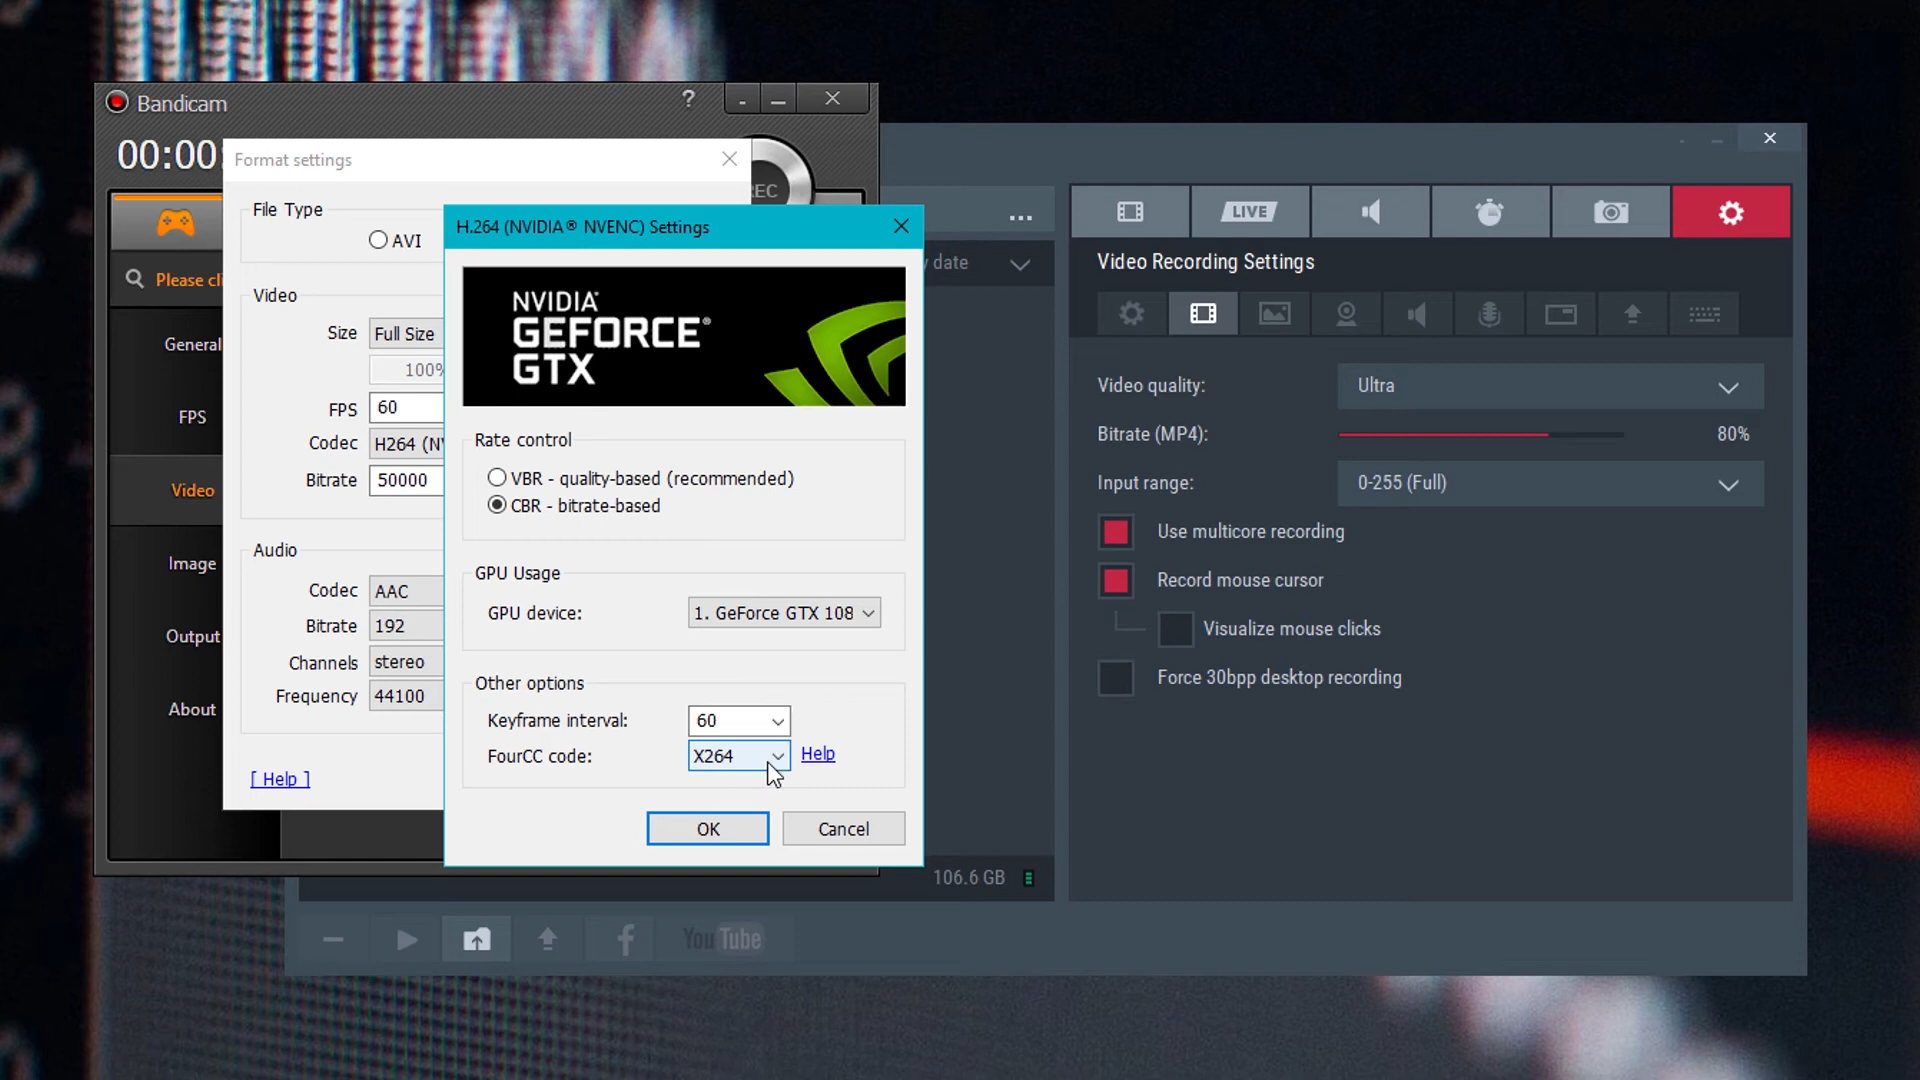 Bandicam
?
00:00
REC
Please cli
General
FPS
Video
Image
Output
About
Format settings
File Type
AVI
Video
Size
Full Size
100%
FPS
60
Codec
H264 (NV
Bitrate
50000
Audio
Codec
AAC
Bitrate
192
Channels
stereo
Frequency
44100
[ Help ]
H.264 (NVIDIA® NVENC) Settings
NVIDIA®
GEFORCE®
GTX
Rate control
VBR - quality-based (recommended)
CBR - bitrate-based
GPU Usage
GPU device:
1. GeForce GTX 108
Other options
Keyframe interval:
60
FourCC code:
X264
Help
OK
Cancel
...
y date
106.6 GB
YouTube
LIVE
Video Recording Settings
Video quality:
Ultra
Bitrate (MP4):
80%
Input range:
0-255 (Full)
Use multicore recording
Record mouse cursor
Visualize mouse clicks
Force 30bpp desktop recording